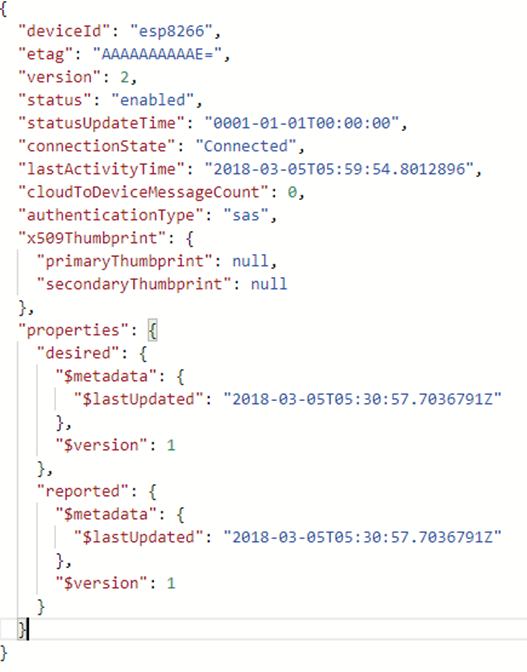 {
"deviceId": "esp8266",
"etag": "AAAAAAAAAAE=",
"version": 2,
"status": "enabled",
"statusUpdateTime": "0001-01-01T00:00:00",
"connectionState": "Connected",
"lastActivityTime": "2018-03-05T05:59:54.8012896",
"cloudToDeviceMessageCount": 0,
"authenticationType": "sas",
"x509Thumbprint": {
"primaryThumbprint": null,
"secondaryThumbprint": null
},
"properties": {
"desired": {
"$metadata": {
"$lastUpdated": "2018-03-05T05:30:57.7036791Z"
},
"$version": 1
},
"reported": {
"$metadata": {
"$lastUpdated": "2018-03-05T05:30:57.7036791Z"
},
"$version": 1
}
}
}